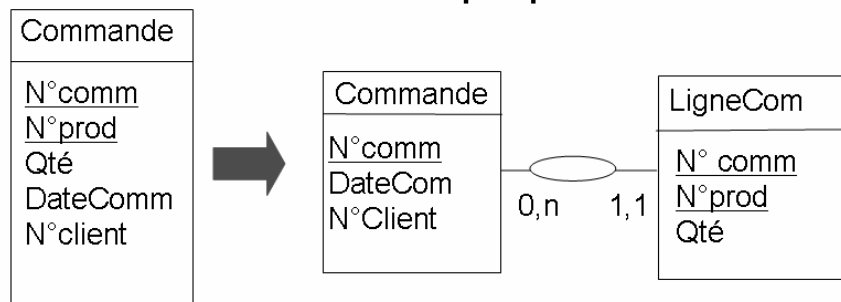 Commande
N°comm
N°prod
Qté
DateComm
N°client
Commande
N°comm
DateCom
N°Client
0,n
1,1
LigneCom
N° comm
N°prod
Qté